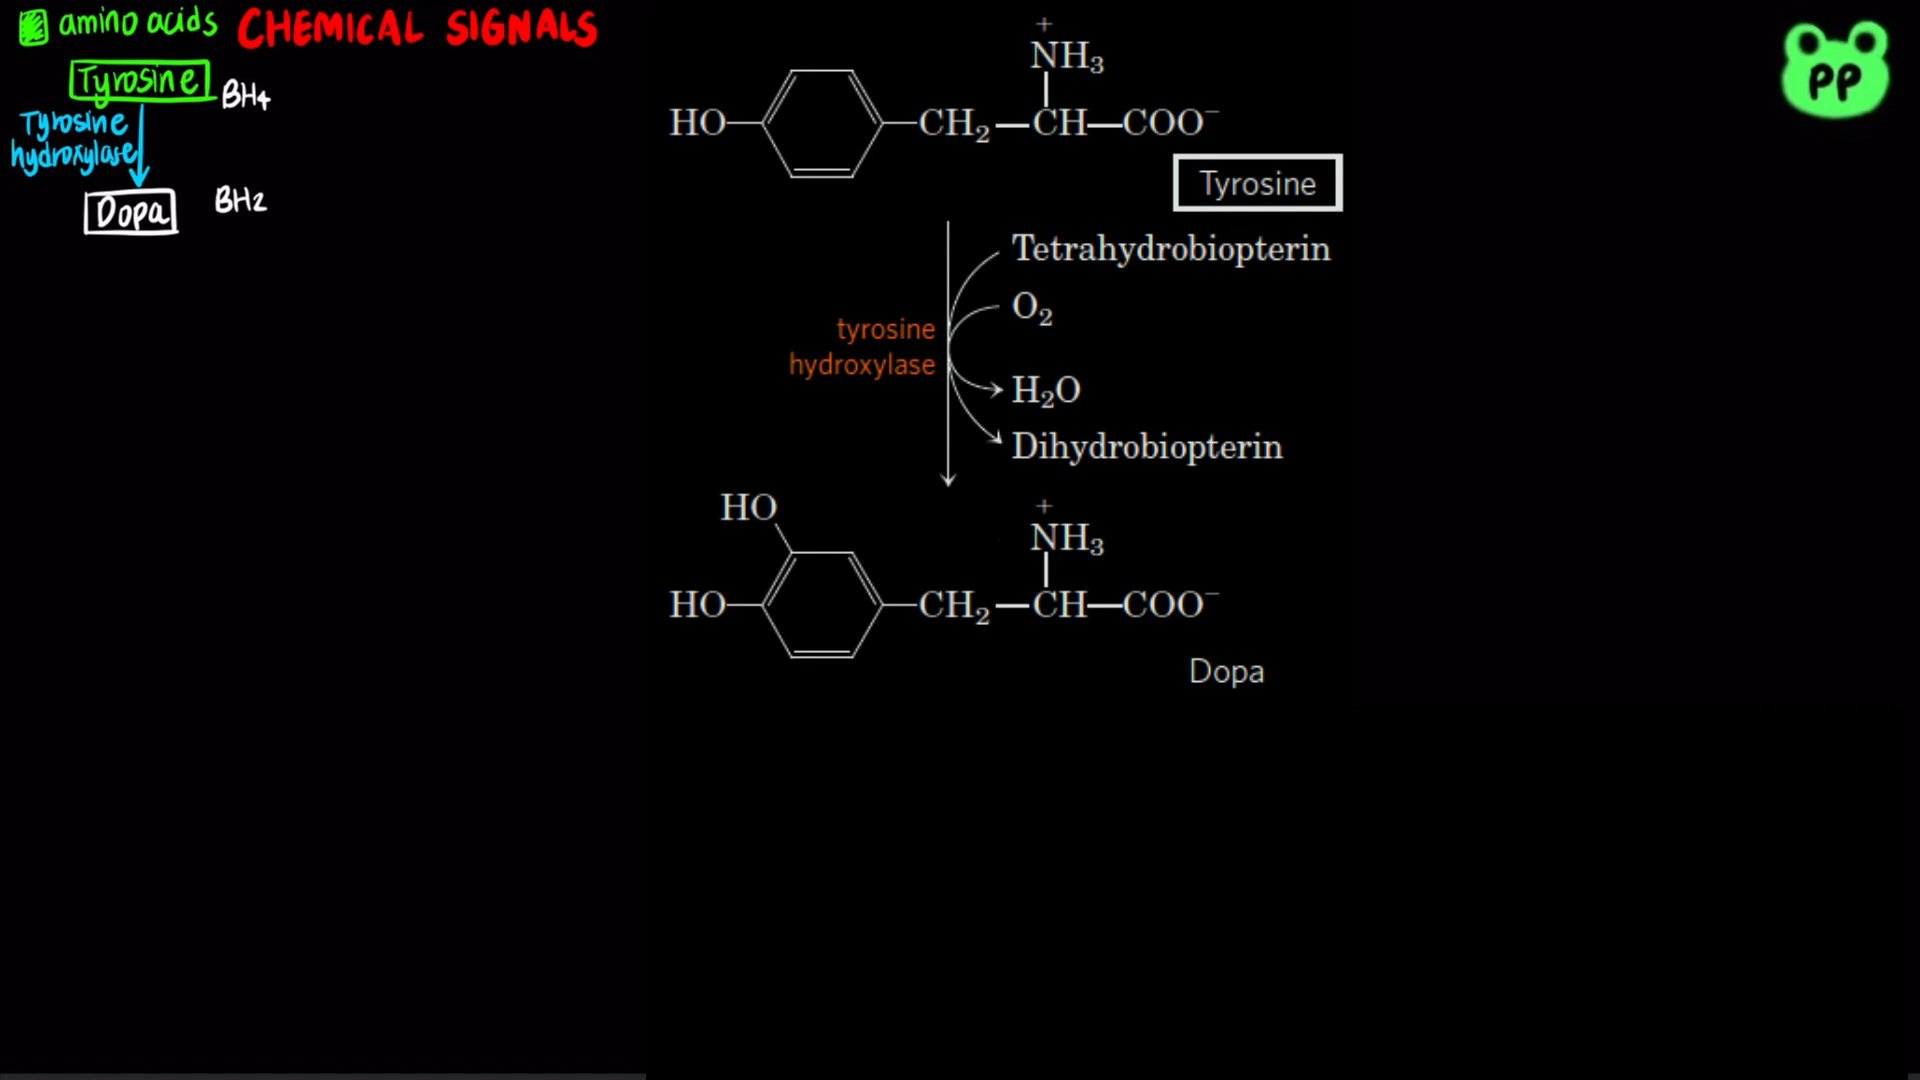 amino acids CHEMICAL SIGNALS
Tyrosine BH4
Tyrosine
hydroxylase
Dopa BH2
+
NH₃
HO CH₂—CH—COO⁻
Tyrosine
Tetrahydrobiopterin
O₂
tyrosine
hydroxylase
H₂O
Dihydrobiopterin
HO
+
NH₃
HO CH₂—CH—COO⁻
Dopa
PP